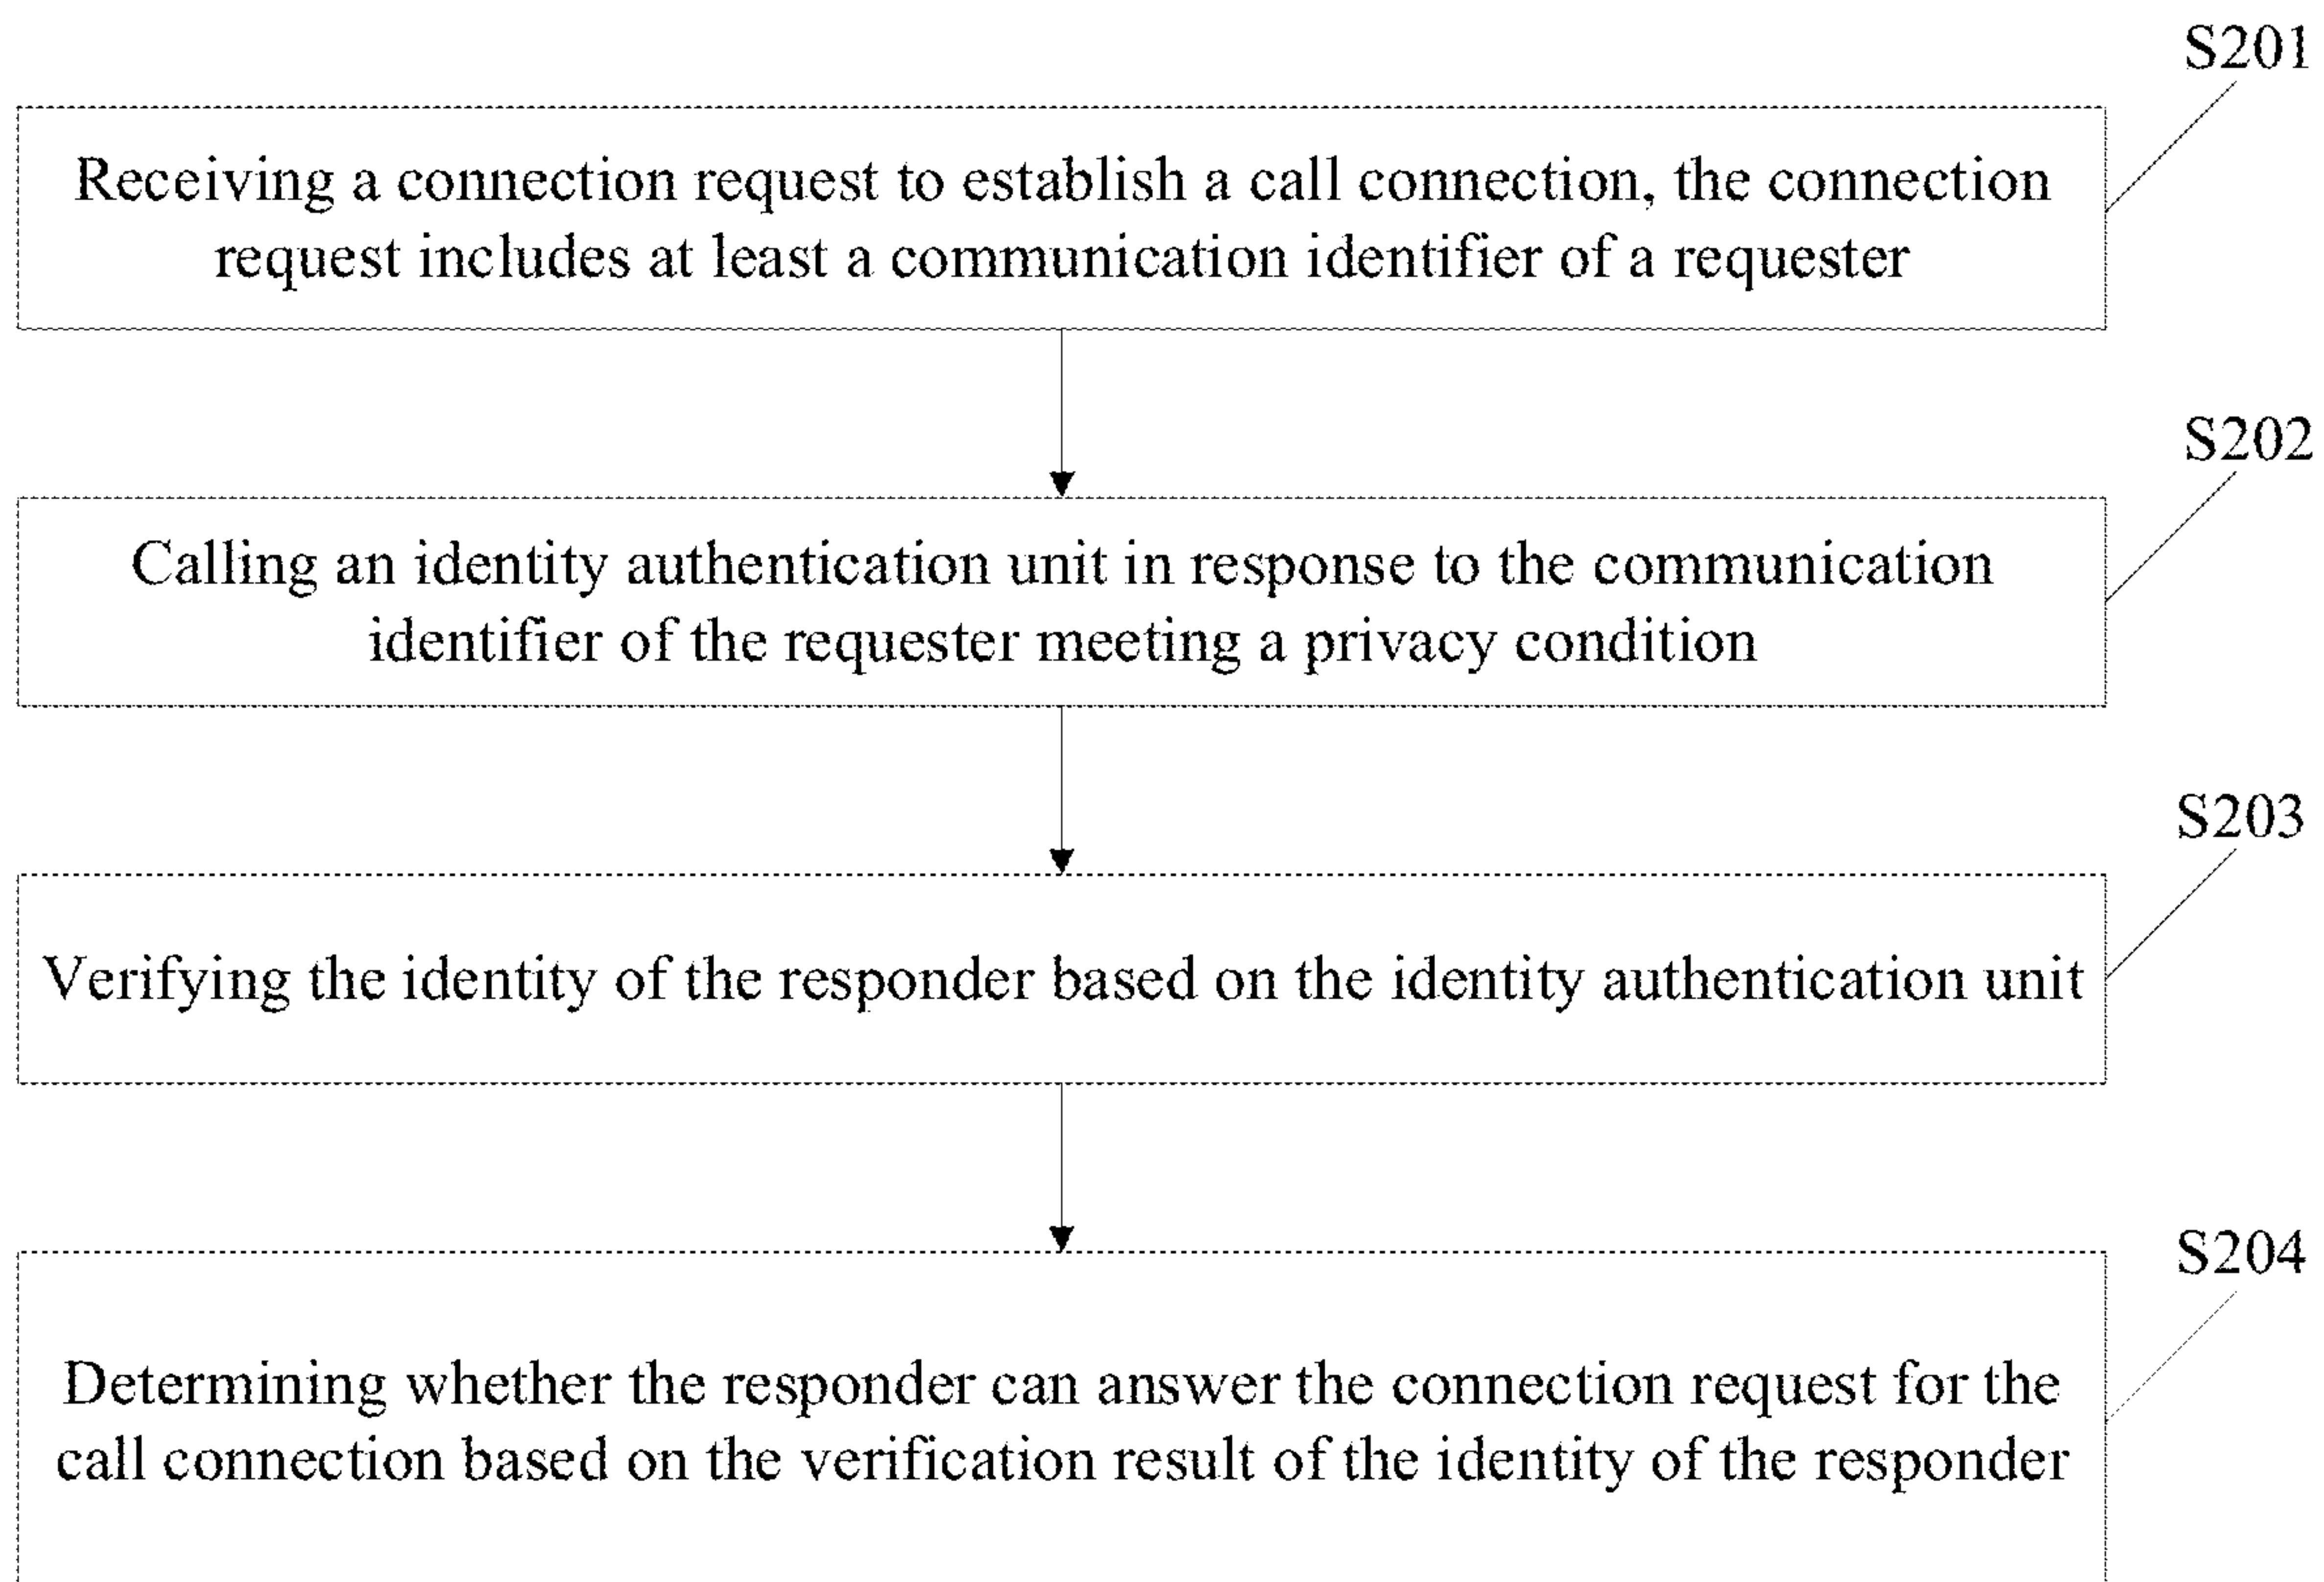 S201
Receiving a connection request to establish a call connection, the connection
request includes at least a communication identifier of a requester
S202
Calling an identity authentication unit in response to the communication
identifier of the requester meeting a privacy condition
S203
Verifying the identity of the responder based on the identity authentication unit
S204
Determining whether the responder can answer the connection request for the
call connection based on the verification result of the identity of the responder